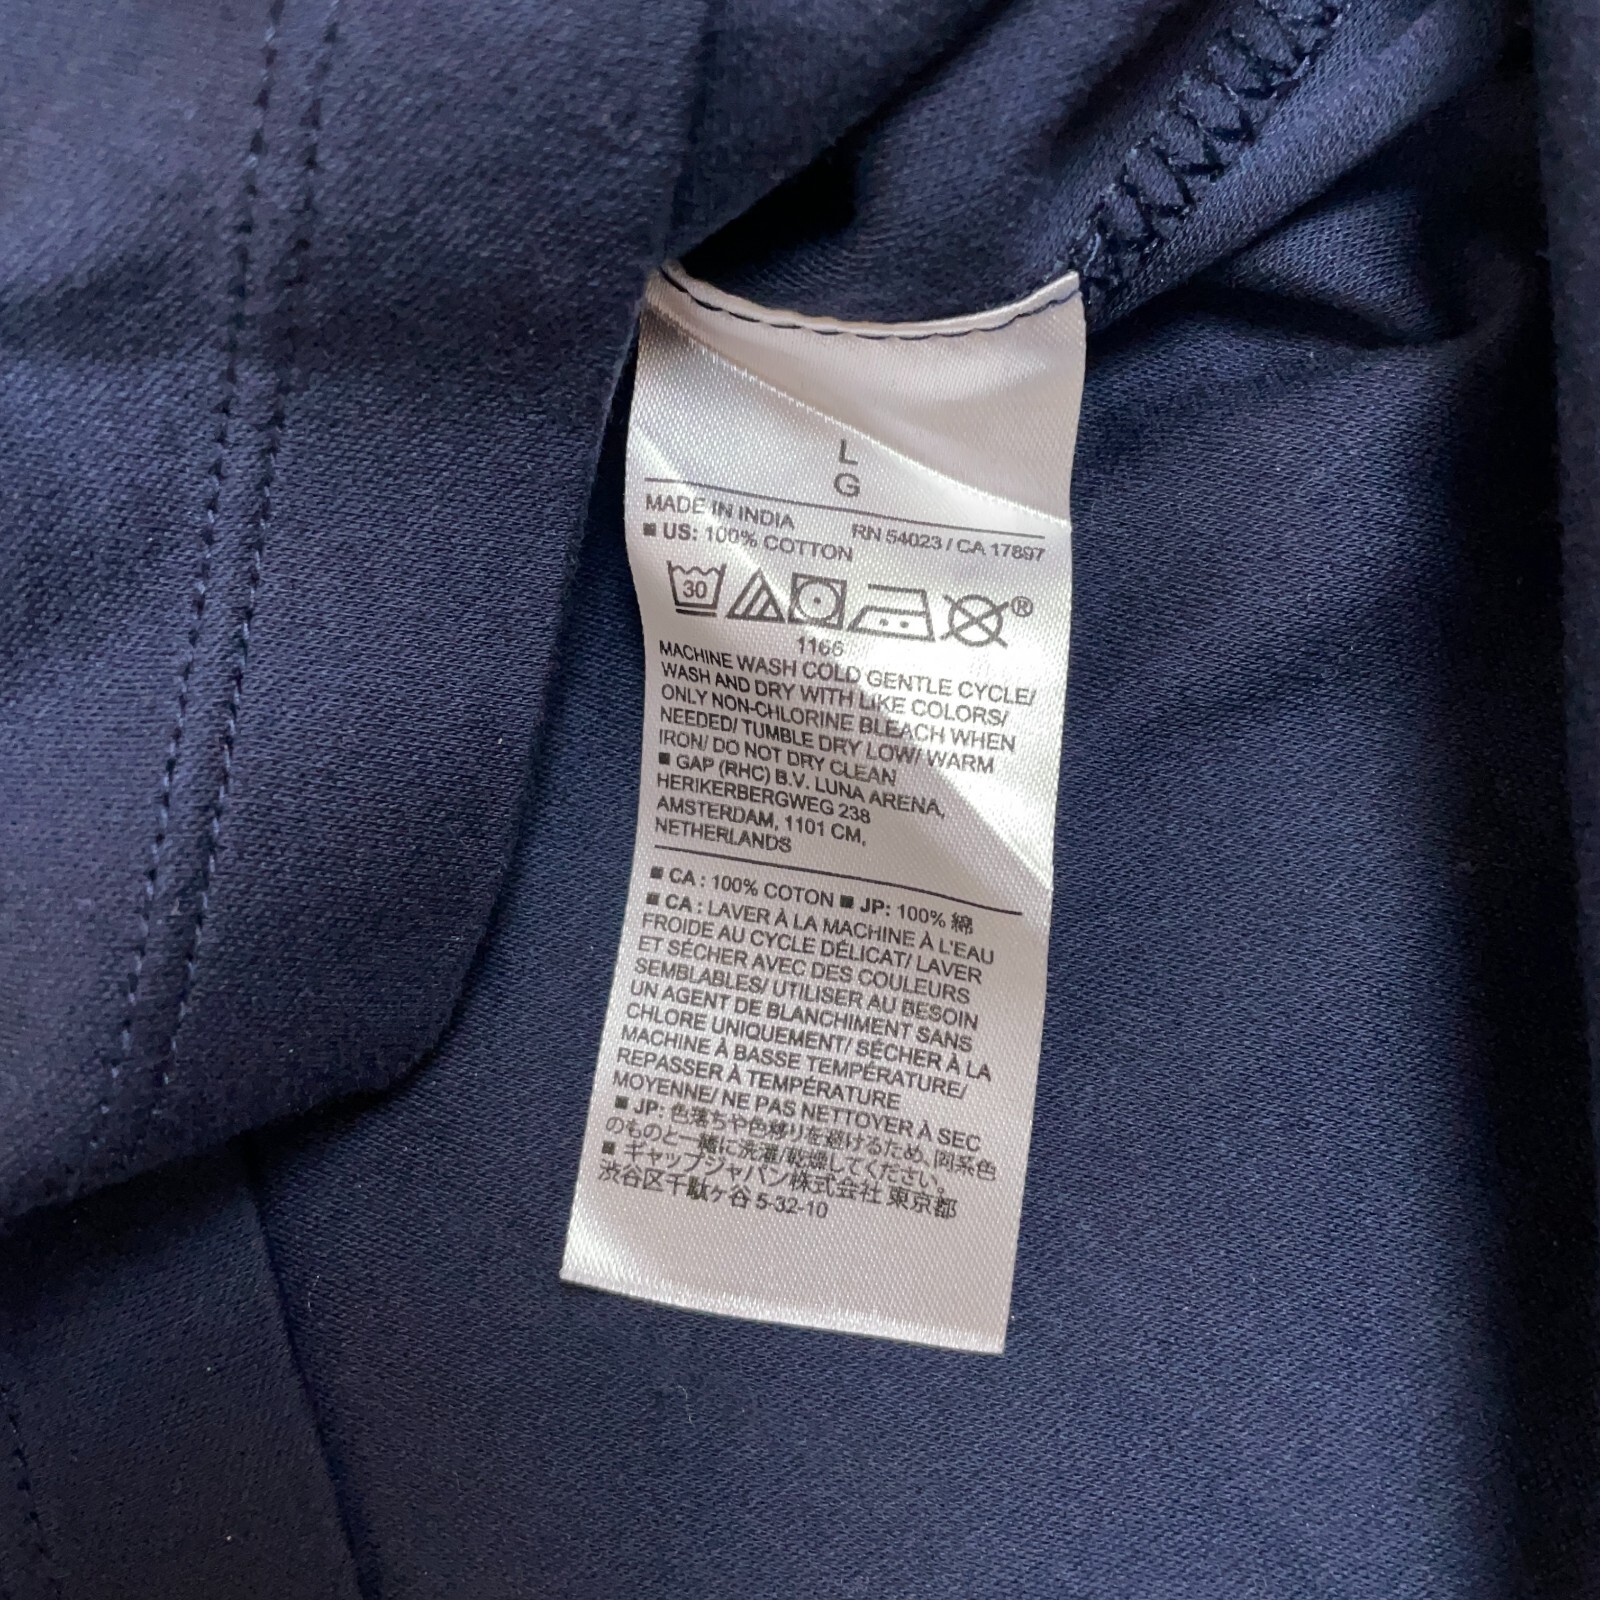 L
G
MADE IN INDIA RN 54023 / CA 17897
■ US: 100% COTTON
30 ®
1166
MACHINE WASH COLD GENTLE CYCLE/
WASH AND DRY WITH LIKE COLORS/
ONLY NON-CHLORINE BLEACH WHEN
NEEDED/ TUMBLE DRY LOW/ WARM
IRON/ DO NOT DRY CLEAN
■ GAP (RHC) B.V. LUNA ARENA,
HERIKERBERGWEG 238
AMSTERDAM, 1101 CM,
NETHERLANDS
■ CA : 100% COTON ■ JP: 100% 綿
■ CA : LAVER À LA MACHINE À L'EAU
FROIDE AU CYCLE DÉLICAT/ LAVER
ET SÉCHER AVEC DES COULEURS
SEMBLABLES/ UTILISER AU BESOIN
UN AGENT DE BLANCHIMENT SANS
CHLORE UNIQUEMENT/ SÉCHER À LA
MACHINE À BASSE TEMPÉRATURE/
REPASSER À TEMPÉRATURE
MOYENNE/ NE PAS NETTOYER À SEC
■ JP: 色落ちや色移りを避けるため、同系色
のものと一緒に洗濯/乾燥してください。
■ ギャップジャパン株式会社 東京都
渋谷区千駄ヶ谷 5-32-10